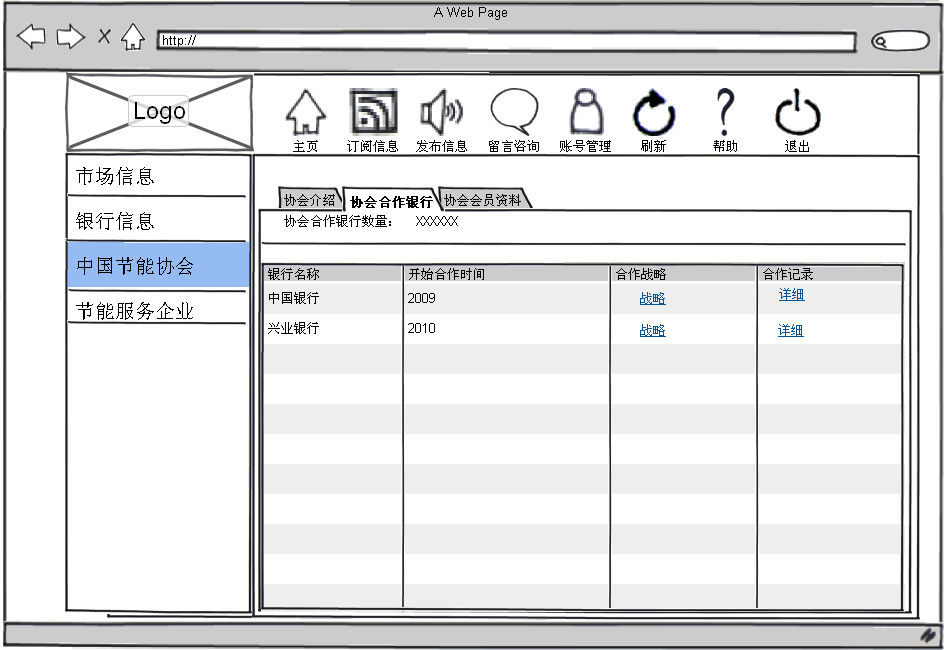 A Web Page
http://
Logo
主页 订阅信息 发布信息 留言咨询 账号管理 刷新 帮助 退出
市场信息
银行信息
中国节能协会
节能服务企业
协会介绍 协会合作银行 协会会员资料
协会合作银行数量： XXXXXX
银行名称 开始合作时间 合作战略 合作记录
中国银行 2009 战略 详细
兴业银行 2010 战略 详细